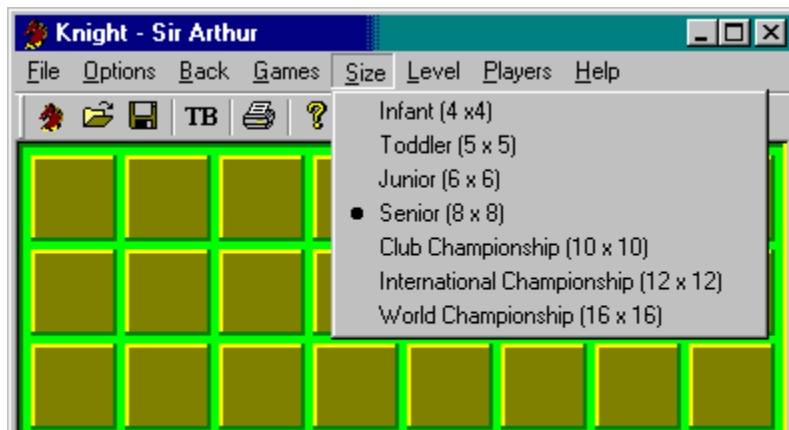 Knight - Sir Arthur
File Options Back Games Size Level Players Help
TB ?
Infant (4 x4)
Toddler (5 x 5)
Junior (6 x 6)
Senior (8 x 8)
Club Championship (10 x 10)
International Championship (12 x 12)
World Championship (16 x 16)